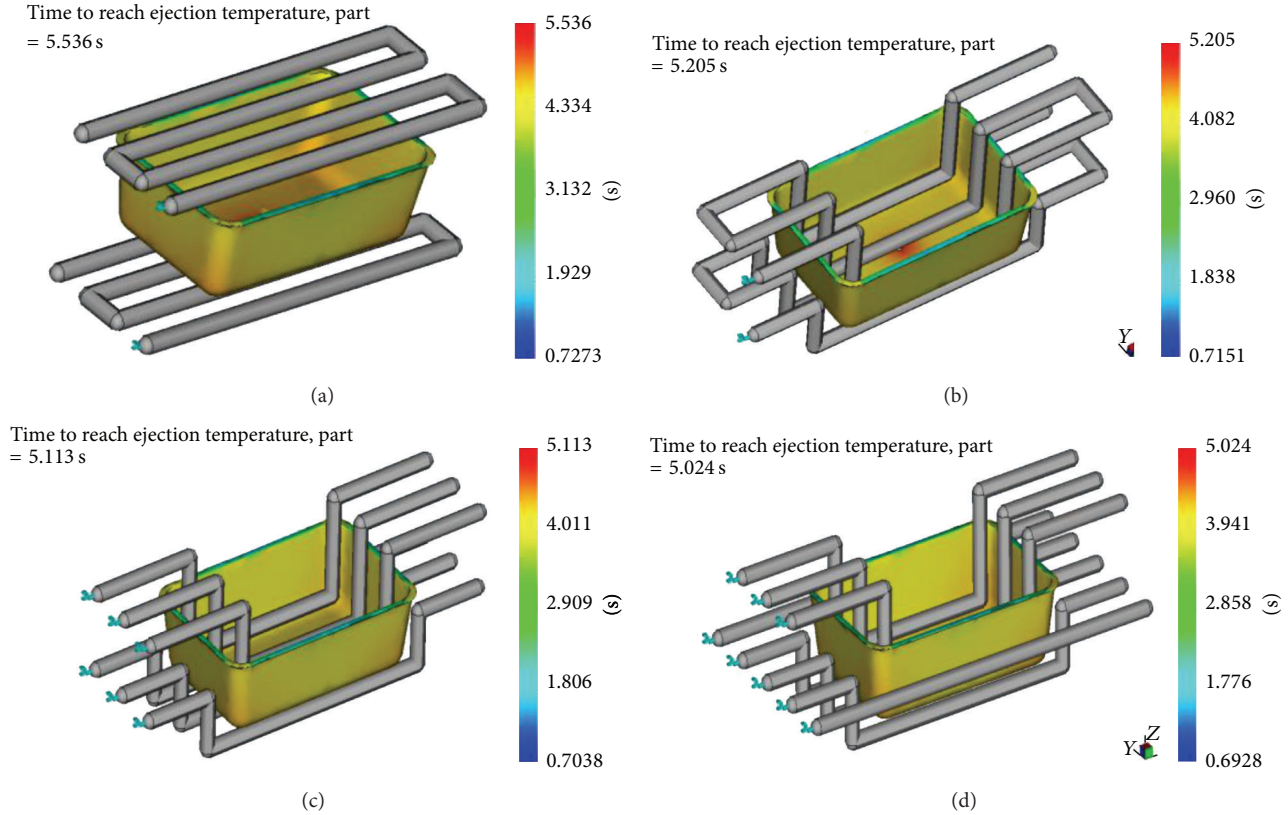 Time to reach ejection temperature, part
= 5.536 s
5.536
4.334
3.132
1.929
0.7273
(s)
(a)
Time to reach ejection temperature, part
= 5.205 s
5.205
4.082
2.960
1.838
0.7151
(s)
Y
(b)
Time to reach ejection temperature, part
= 5.113 s
5.113
4.011
2.909
1.806
0.7038
(s)
(c)
Time to reach ejection temperature, part
= 5.024 s
5.024
3.941
2.858
1.776
0.6928
(s)
Z
Y
(d)